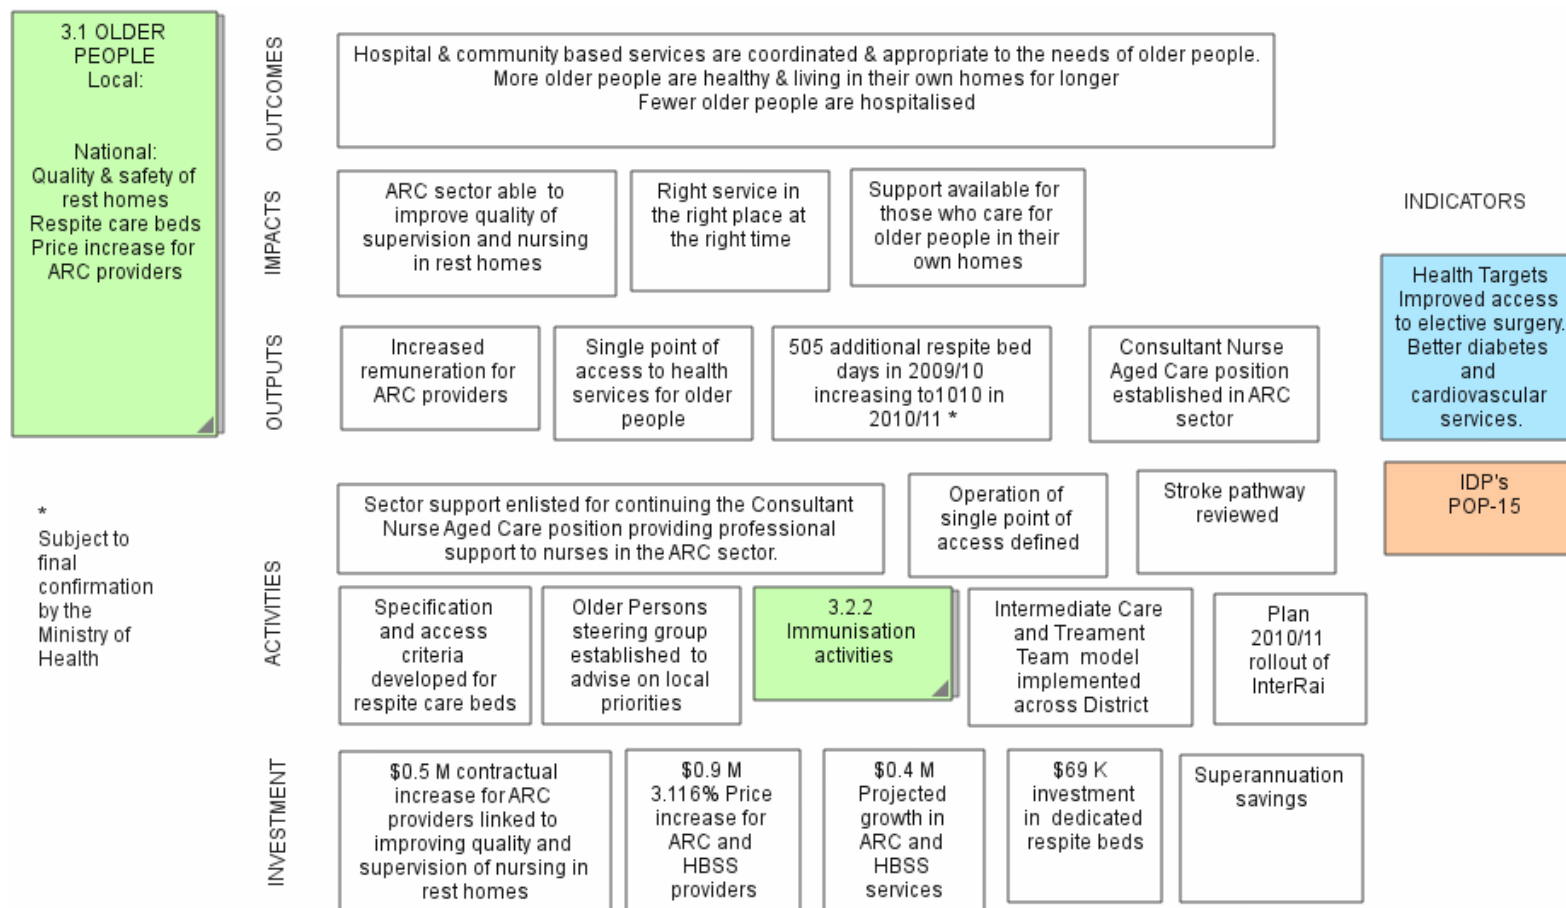 3.1 OLDER
PEOPLE
Local:
National:
Quality & safety of
rest homes
Respite care beds
Price increase for
ARC providers
*
Subject to
final
confirmation
by the
Ministry of
Health
OUTCOMES
Hospital & community based services are coordinated & appropriate to the needs of older people.
More older people are healthy & living in their own homes for longer
Fewer older people are hospitalised
IMPACTS
ARC sector able to
improve quality of
supervision and nursing
in rest homes
Right service in
the right place at
the right time
Support available for
those who care for
older people in their
own homes
OUTPUTS
Increased
remuneration for
ARC providers
Single point of
access to health
services for older
people
505 additional respite bed
days in 2009/10
increasing to1010 in
2010/11 *
Consultant Nurse
Aged Care position
established in ARC
sector
ACTIVITIES
Sector support enlisted for continuing the Consultant
Nurse Aged Care position providing professional
support to nurses in the ARC sector.
Operation of
single point of
access defined
Stroke pathway
reviewed
Specification
and access
criteria
developed for
respite care beds
Older Persons
steering group
established to
advise on local
priorities
3.2.2
Immunisation
activities
Intermediate Care
and Treament
Team model
implemented
across District
Plan
2010/11
rollout of
InterRai
INVESTMENT
$0.5 M contractual
increase for ARC
providers linked to
improving quality and
supervision of nursing in
rest homes
$0.9 M
3.116% Price
increase for
ARC and
HBSS
providers
$0.4 M
Projected
growth in
ARC and
HBSS
services
$69 K
investment
in dedicated
respite beds
Superannuation
savings
INDICATORS
Health Targets
Improved access
to elective surgery.
Better diabetes
and
cardiovascular
services.
IDP's
POP-15